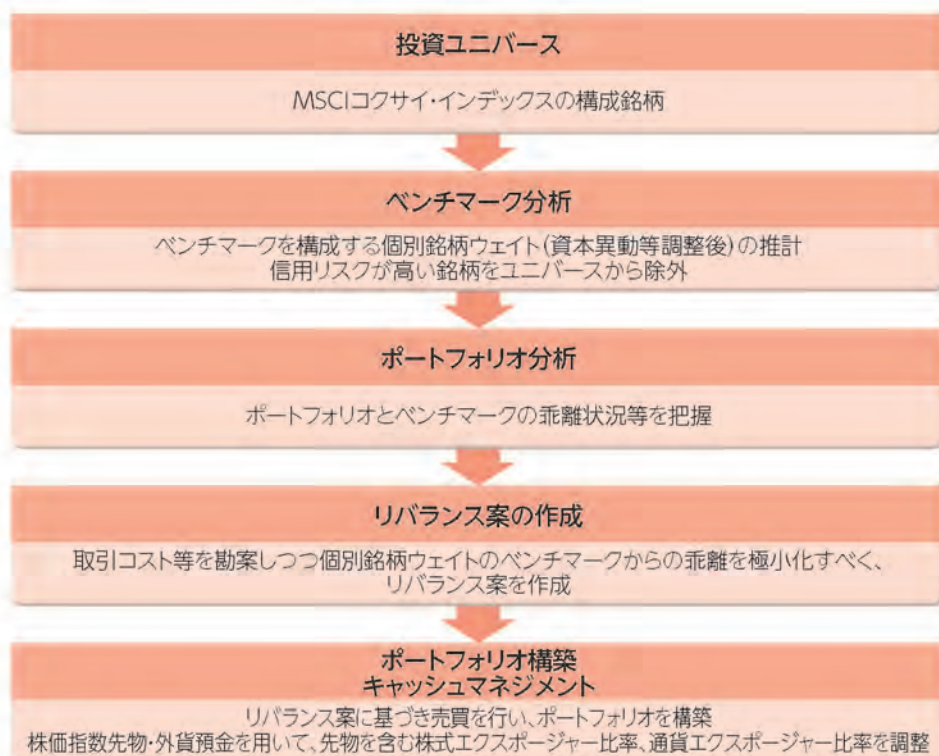 投資ユニバース
MSCIコクサイ・インデックスの構成銘柄
ベンチマーク分析
ベンチマークを構成する個別銘柄ウェイト(資本異動等調整後)の推計
信用リスクが高い銘柄をユニバースから除外
ポートフォリオ分析
ポートフォリオとベンチマークの乖離状況等を把握
リバランス案の作成
取引コスト等を勘案しつつ個別銘柄ウェイトのベンチマークからの乖離を極小化すべく、
リバランス案を作成
ポートフォリオ構築
キャッシュマネジメント
リバランス案に基づき売買を行い、ポートフォリオを構築
株価指数先物・外貨預金を用いて、先物を含む株式エクスポージャー比率、通貨エクスポージャー比率を調整